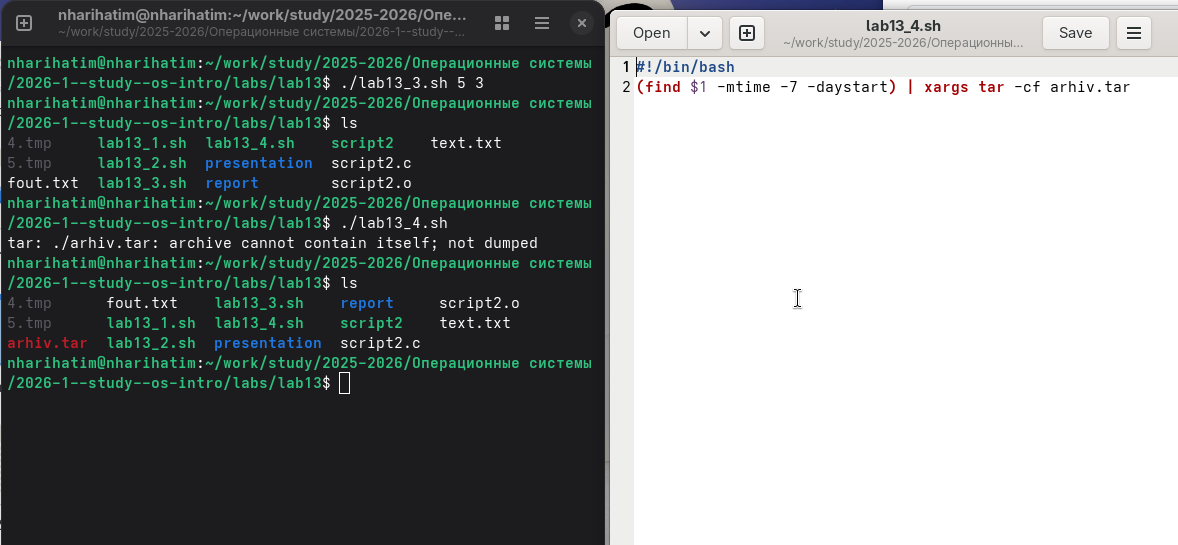 nharihatim@nharihatim:~/work/study/2025-2026/Опе...
~/work/study/2025-2026/Операционные системы/2026-1--study--...
nharihatim@nharihatim:~/work/study/2025-2026/Операционные системы
/2026-1--study--os-intro/labs/lab13$ ./lab13_3.sh 5 3
nharihatim@nharihatim:~/work/study/2025-2026/Операционные системы
/2026-1--study--os-intro/labs/lab13$ ls
4.tmp lab13_1.sh lab13_4.sh script2 text.txt
5.tmp lab13_2.sh presentation script2.c
fout.txt lab13_3.sh report script2.o
nharihatim@nharihatim:~/work/study/2025-2026/Операционные системы
/2026-1--study--os-intro/labs/lab13$ ./lab13_4.sh
tar: ./arhiv.tar: archive cannot contain itself; not dumped
nharihatim@nharihatim:~/work/study/2025-2026/Операционные системы
/2026-1--study--os-intro/labs/lab13$ ls
4.tmp fout.txt lab13_3.sh report script2.o
5.tmp lab13_1.sh lab13_4.sh script2 text.txt
arhiv.tar lab13_2.sh presentation script2.c
nharihatim@nharihatim:~/work/study/2025-2026/Операционные системы
/2026-1--study--os-intro/labs/lab13$
Open
lab13_4.sh
~/work/study/2025-2026/Операционны...
Save
1 #!/bin/bash
2 (find $1 -mtime -7 -daystart) | xargs tar -cf arhiv.tar